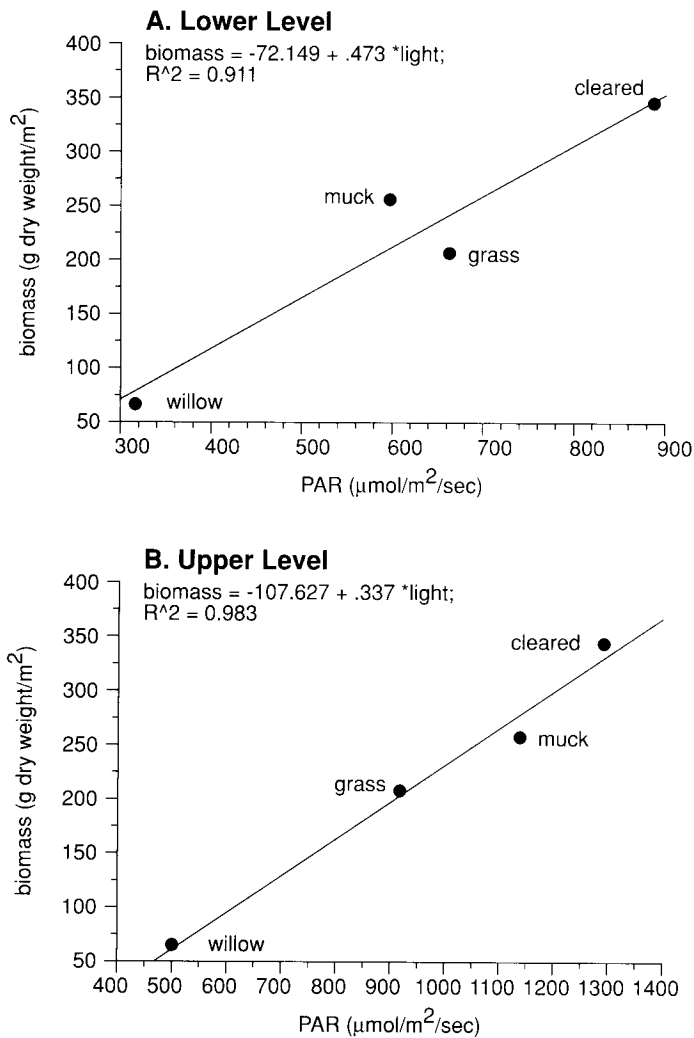 A. Lower Level
biomass = -72.149 + .473 *light;
R^2 = 0.911
400
350
300
250
200
150
100
50
biomass (g dry weight/m2)
cleared
muck
grass
willow
300 400 500 600 700 800 900
PAR (μmol/m2/sec)
B. Upper Level
biomass = -107.627 + .337 *light;
R^2 = 0.983
400
350
300
250
200
150
100
50
biomass (g dry weight/m2)
cleared
muck
grass
willow
400 500 600 700 800 900 1000 1100 1200 1300 1400
PAR (μmol/m2/sec)